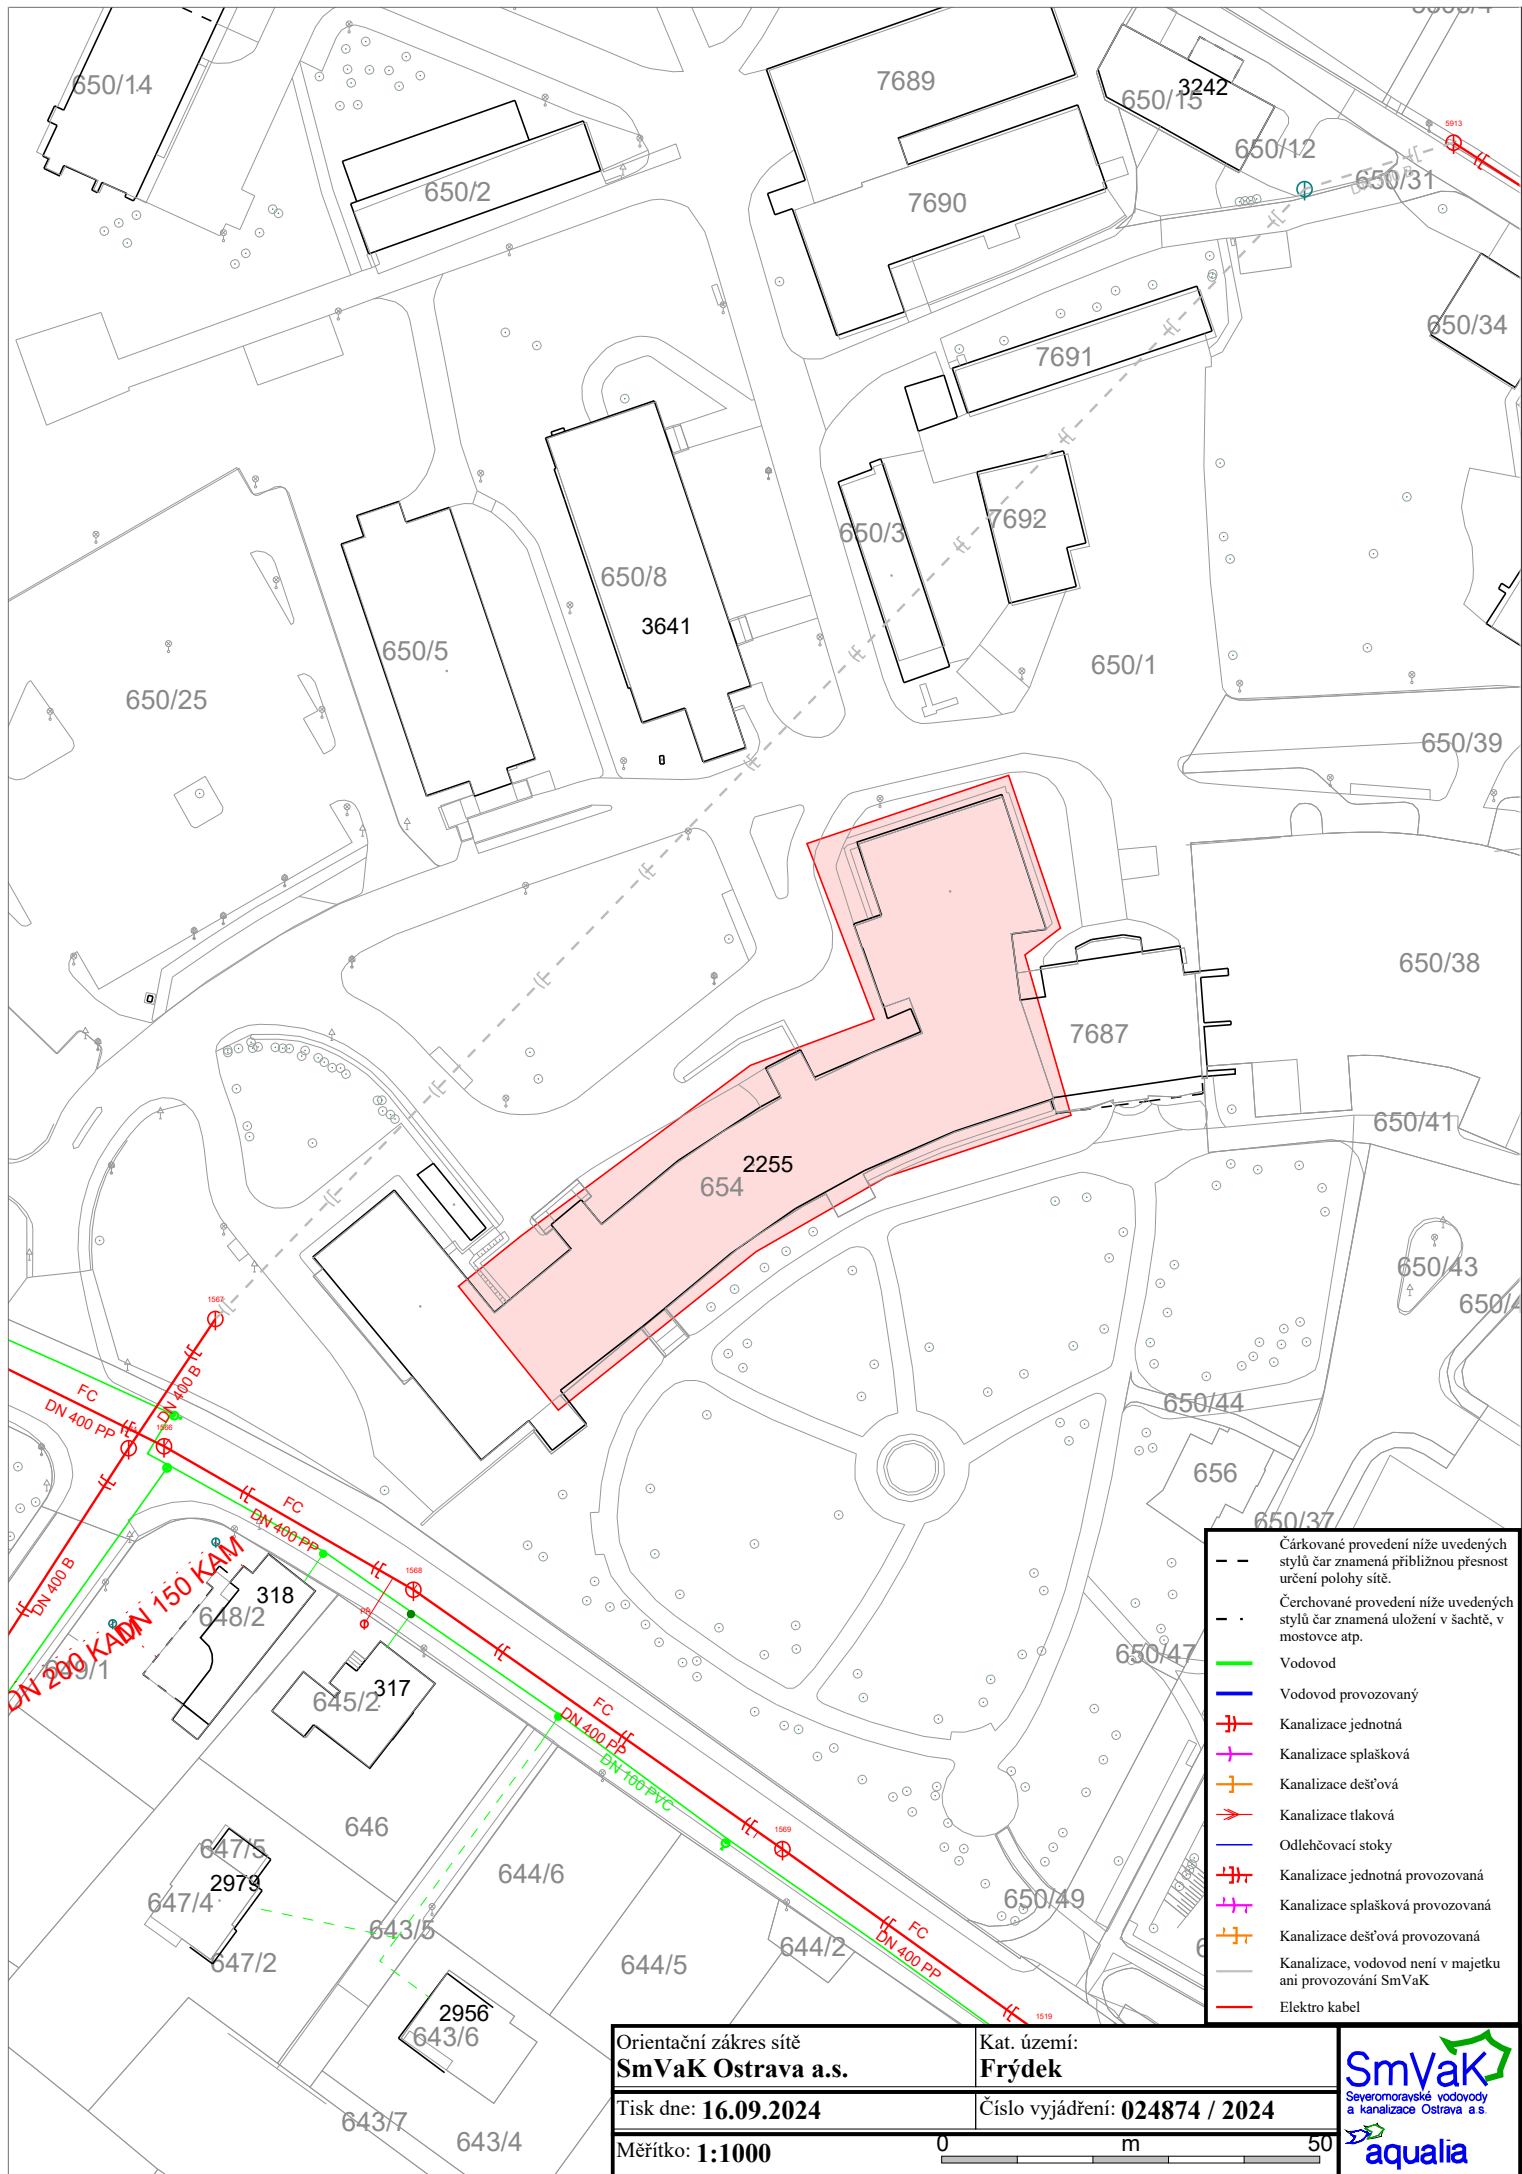 650/14
7689
3242
650/15
5913
650/12
650/31
650/2
7690
650/34
7691
650/3
7692
650/8
3641
650/5
650/1
650/25
650/39
650/38
7687
650/41
2255
654
650/43
1567
DN 400 B
FC
DN 400 PP
1566
650/44
656
FC
DN 400 PP
650/37
1568
DN 400 B
DN 150 KAM
318
648/2
DN 200 KAM
649/1
317
645/2
650/47
FC
DN 400 PP
DN 100 PVC
646
1569
647/5
2979
647/4
644/6
650/49
643/5
FC
DN 400 PP
647/2
644/5
644/2
2956
643/6
1519
643/7
643/4
Čárkované provedení níže uvedených
stylů čar znamená přibližnou přesnost
určení polohy sítě.
Čerchované provedení níže uvedených
stylů čar znamená uložení v šachtě, v
mostovce atp.
Vodovod
Vodovod provozovaný
Kanalizace jednotná
Kanalizace splašková
Kanalizace dešťová
Kanalizace tlaková
Odlehčovací stoky
Kanalizace jednotná provozovaná
Kanalizace splašková provozovaná
Kanalizace dešťová provozovaná
Kanalizace, vodovod není v majetku
ani provozování SmVaK
Elektro kabel
Orientační zákres sítě
SmVaK Ostrava a.s.
Kat. území:
Frýdek
Tisk dne: 16.09.2024
Číslo vyjádření: 024874 / 2024
Měřítko: 1:1000
0 m 50
SmVaK
Severomoravské vodovody
a kanalizace Ostrava a.s.
aqualia